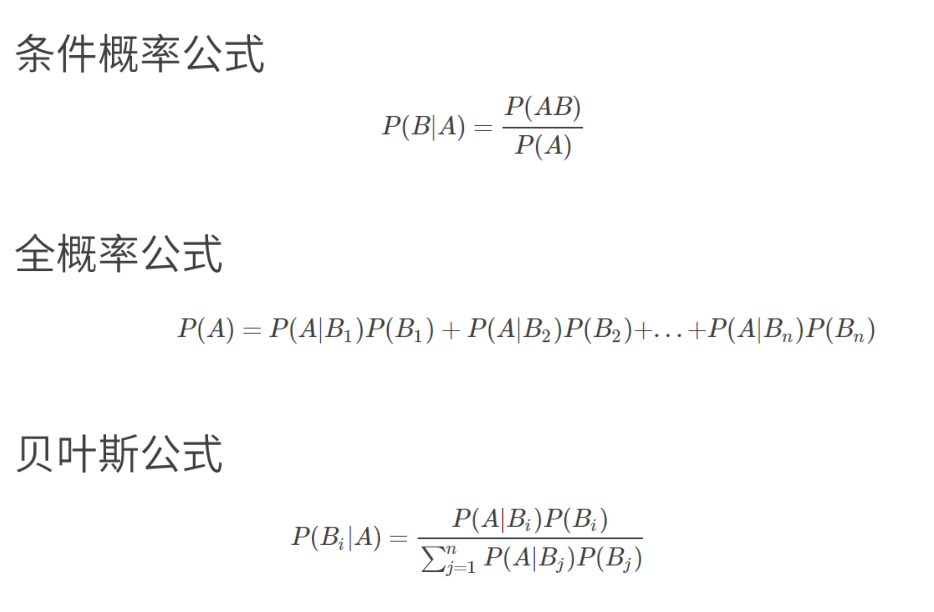 条件概率公式
P(B|A) = \frac{P(AB)}{P(A)}
全概率公式
P(A) = P(A|B_1)P(B_1) + P(A|B_2)P(B_2)+...+P(A|B_n)P(B_n)
贝叶斯公式
P(B_i|A) = \frac{P(A|B_i)P(B_i)}{\sum_{j=1}^{n} P(A|B_j)P(B_j)}